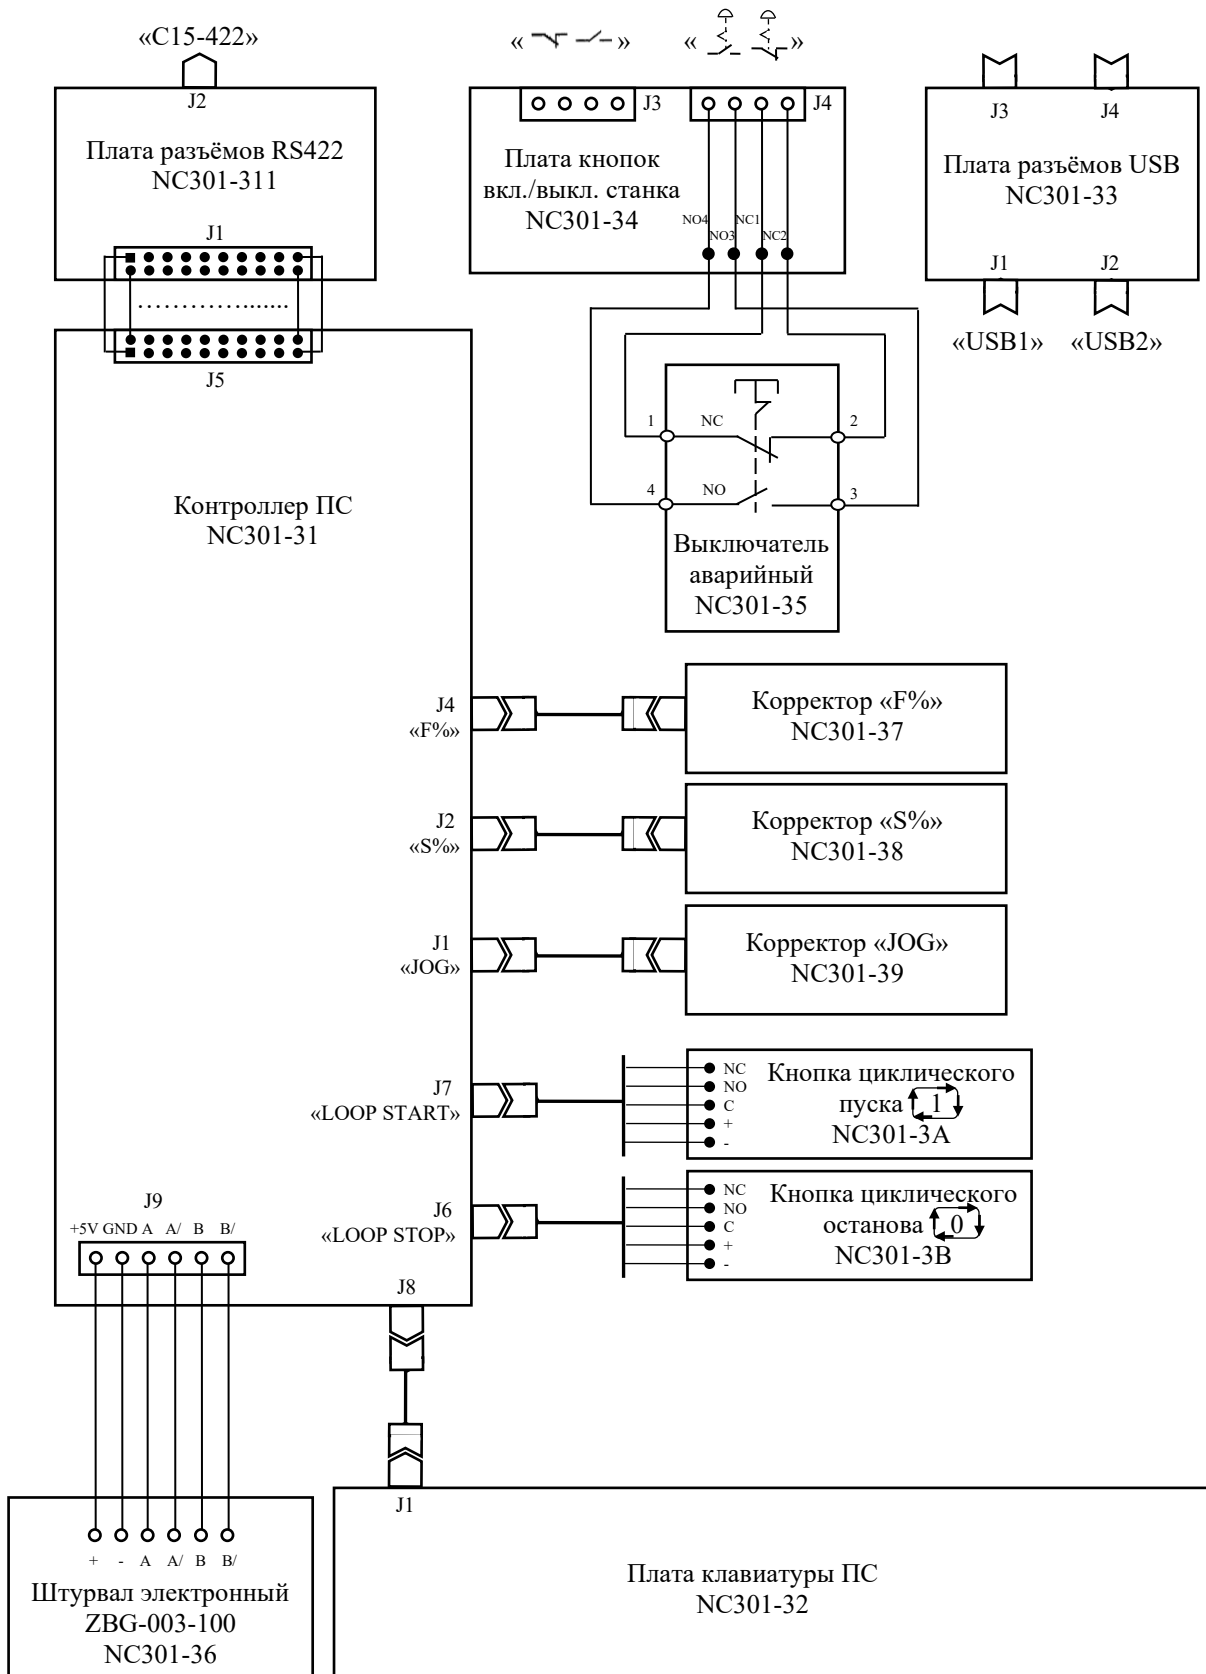 «C15-422»
J2
Плата разъёмов RS422
NC301-311
J1
J5
« »
« »
J3
J4
Плата кнопок
вкл./выкл. станка
NC301-34
NO4
NO3
NC1
NC2
J3
J4
Плата разъёмов USB
NC301-33
J1
J2
«USB1»
«USB2»
1
NC
2
4
NO
3
Выключатель
аварийный
NC301-35
Контроллер ПС
NC301-31
J4
«F%»
Корректор «F%»
NC301-37
J2
«S%»
Корректор «S%»
NC301-38
J1
«JOG»
Корректор «JOG»
NC301-39
J7
«LOOP START»
NC
NO
C
+
-
Кнопка циклического
пуска 1
NC301-3A
J6
«LOOP STOP»
NC
NO
C
+
-
Кнопка циклического
останова 0
NC301-3B
J9
+5V GND A A/ B B/
J8
J1
+ - A A/ B B/
Штурвал электронный
ZBG-003-100
NC301-36
Плата клавиатуры ПС
NC301-32